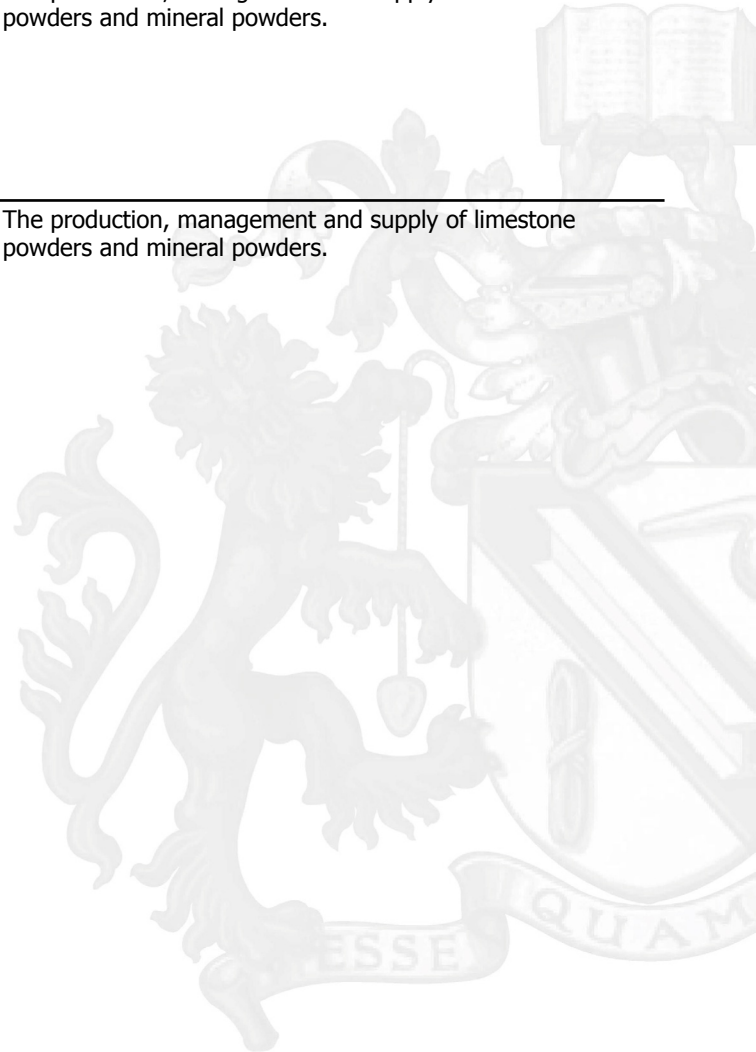 powders and mineral powders.
The production, management and supply of limestone
powders and mineral powders.
ESSE QUAM